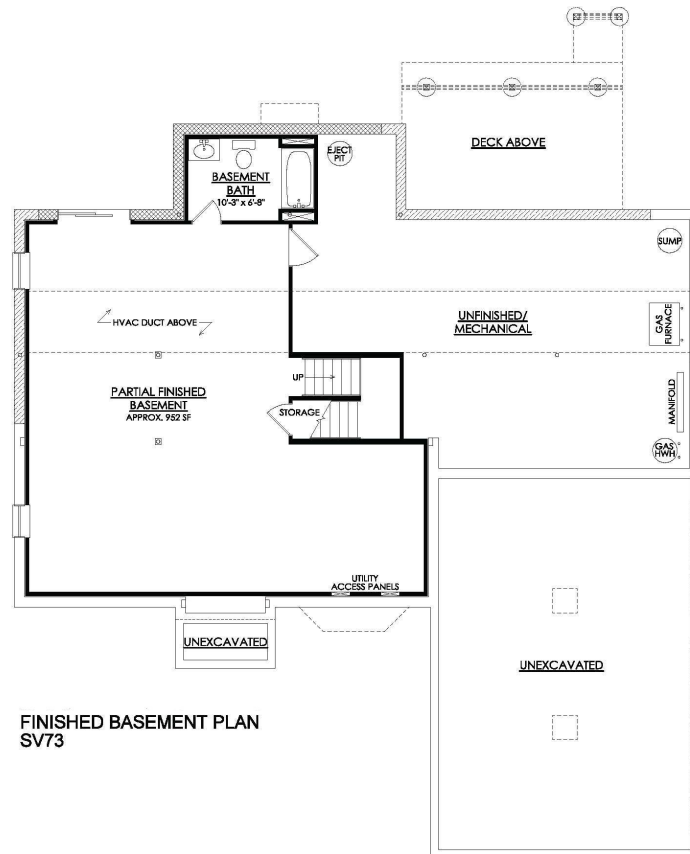 DECK ABOVE
EJECT
PIT
BASEMENT
BATH
10'-3" x 6'-8"
SUMP
HVAC DUCT ABOVE
UNFINISHED/
MECHANICAL
GAS
FURNACE
UP
PARTIAL FINISHED
BASEMENT
APPROX. 952 SF
STORAGE
MANIFOLD
GAS
HWH
UTILITY
ACCESS PANELS
UNEXCAVATED
UNEXCAVATED
FINISHED BASEMENT PLAN
SV73